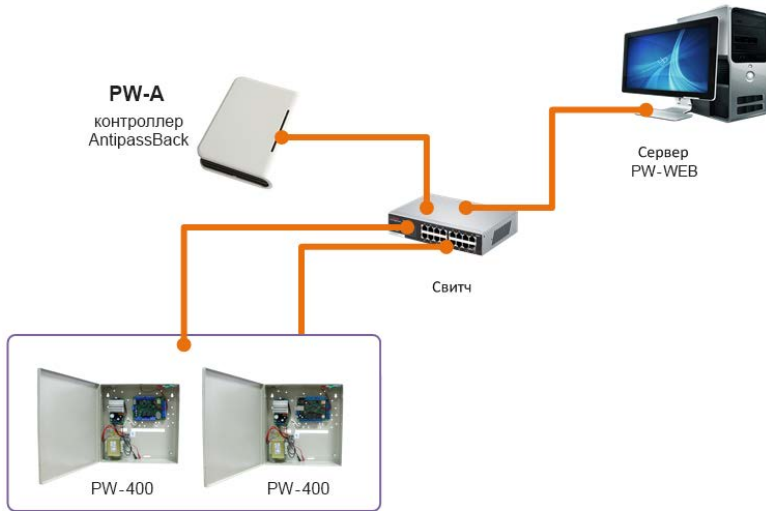 PW-A
контроллер
AntipassBack
Сервер
PW-WEB
Свитч
PW-400
PW-400